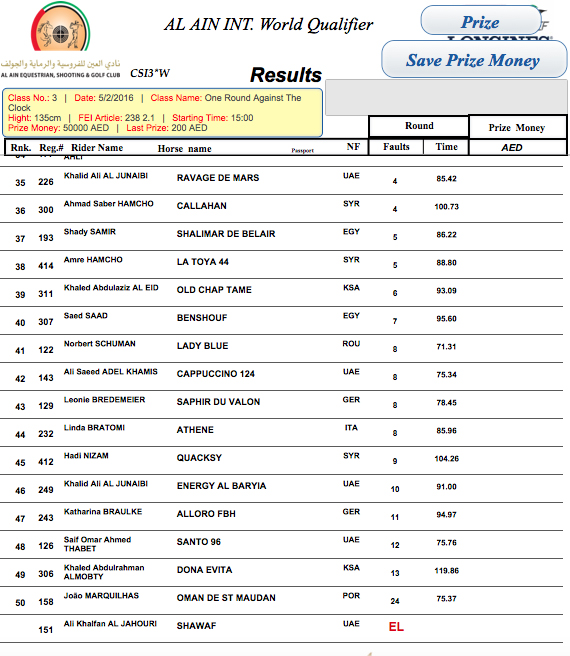 AL AIN INT. World Qualifier
Prize
Save Prize Money
نادي العين للفروسية والرماية والجولف
AL AIN EQUESTRIAN, SHOOTING & GOLF CLUB
CSI3*W
Results
Class No.: 3 | Date: 5/2/2016 | Class Name: One Round Against The
Clock
Hight: 135cm | FEI Article: 238 2.1 | Starting Time: 15:00
Prize Money: 50000 AED | Last Prize: 200 AED
Round Prize Money
Rnk. Reg.# Rider Name Horse name Passport NF Faults Time AED
35 226 Khalid Ali AL JUNAIBI RAVAGE DE MARS UAE 4 85.42
36 300 Ahmad Saber HAMCHO CALLAHAN SYR 4 100.73
37 193 Shady SAMIR SHALIMAR DE BELAIR EGY 5 86.22
38 414 Amre HAMCHO LA TOYA 44 SYR 5 88.80
39 311 Khaled Abdulaziz AL EID OLD CHAP TAME KSA 6 93.09
40 307 Saed SAAD BENSHOUF EGY 7 95.60
41 122 Norbert SCHUMAN LADY BLUE ROU 8 71.31
42 143 Ali Saeed ADEL KHAMIS CAPPUCCINO 124 UAE 8 75.34
43 129 Leonie BREDEMEIER SAPHIR DU VALON GER 8 78.45
44 232 Linda BRATOMI ATHENE ITA 8 85.96
45 412 Hadi NIZAM QUACKSY SYR 9 104.26
46 249 Khalid Ali AL JUNAIBI ENERGY AL BARYIA UAE 10 91.00
47 243 Katharina BRAULKE ALLORO FBH GER 11 94.97
48 126 Saif Omar Ahmed THABET SANTO 96 UAE 12 75.76
49 306 Khaled Abdulrahman ALMOBTY DONA EVITA KSA 13 119.86
50 158 João MARQUILHAS OMAN DE ST MAUDAN POR 24 75.37
151 Ali Khalfan AL JAHOURI SHAWAF UAE EL